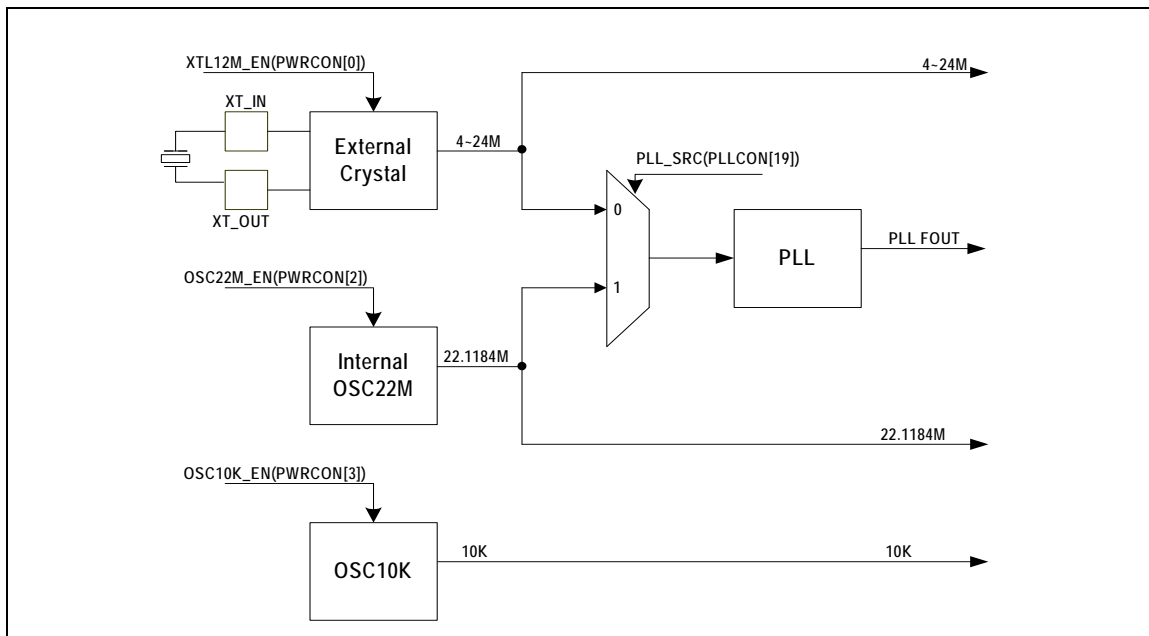 XTL12M_EN(PWRCON[0])
4~24M
XT_IN
External
Crystal
4~24M
PLL_SRC(PLLCON[19])
XT_OUT
0
PLL
PLL FOUT
OSC22M_EN(PWRCON[2])
1
Internal
OSC22M
22.1184M
22.1184M
OSC10K_EN(PWRCON[3])
OSC10K
10K
10K